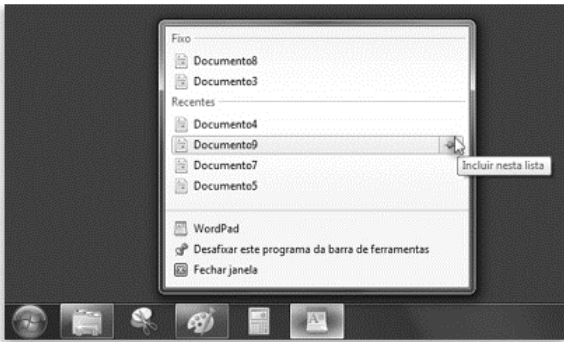 Fixo
Documento8
Documento3
Recentes
Documento4
Documento9
Incluir nesta lista
Documento7
Documento5
WordPad
Desafixar este programa da barra de ferramentas
Fechar janela
A